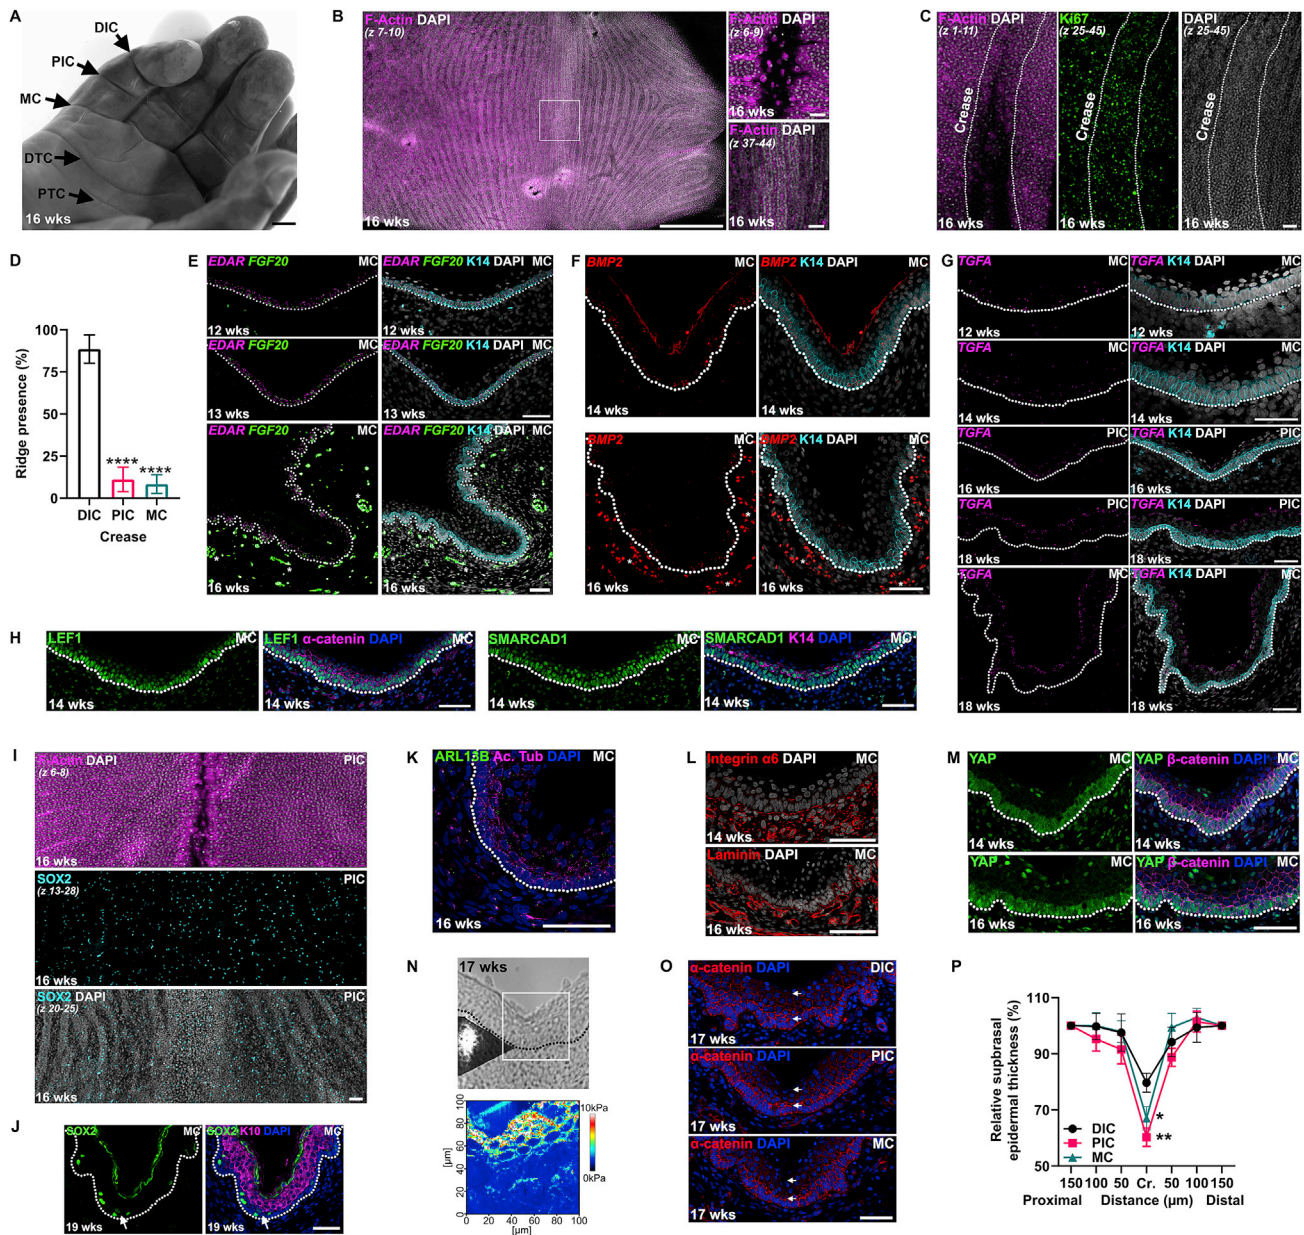 A
DIC
PIC
MC
DTC
PTC
16 wks
B
F-Actin DAPI
(z 7-10)
16 wks
F-Actin DAPI
(z 6-9)
16 wks
F-Actin DAPI
(z 37-44)
16 wks
C
F-Actin DAPI
(z 1-11)
Crease
16 wks
Ki67
(z 25-45)
Crease
16 wks
DAPI
(z 25-45)
16 wks
D
Ridge presence (%)
100
75
50
25
0
****
****
DIC PIC MC
Crease
E
EDAR FGF20 MC
12 wks
EDAR FGF20 K14 DAPI MC
12 wks
EDAR FGF20 MC
13 wks
EDAR FGF20 K14 DAPI MC
13 wks
EDAR FGF20 MC
16 wks
EDAR FGF20 K14 DAPI MC
16 wks
F
BMP2 MC
14 wks
BMP2 K14 DAPI MC
14 wks
BMP2 MC
16 wks
BMP2 K14 DAPI MC
16 wks
G
TGFA MC
12 wks
TGFA K14 DAPI MC
12 wks
TGFA MC
14 wks
TGFA K14 DAPI MC
14 wks
TGFA PIC
16 wks
TGFA K14 DAPI PIC
16 wks
TGFA PIC
18 wks
TGFA K14 DAPI PIC
18 wks
TGFA MC
18 wks
TGFA K14 DAPI MC
18 wks
H
LEF1 MC
14 wks
LEF1 α-catenin DAPI MC
14 wks
SMARCAD1 MC
14 wks
SMARCAD1 K14 DAPI MC
14 wks
I
F-Actin DAPI PIC
(z 6-8)
16 wks
SOX2 PIC
(z 13-28)
16 wks
SOX2 DAPI PIC
(z 20-25)
16 wks
J
SOX2 MC
19 wks
SOX2 K10 DAPI MC
19 wks
K
ARL13B Ac. Tub DAPI MC
16 wks
L
Integrin α6 DAPI MC
14 wks
Laminin DAPI MC
16 wks
M
YAP MC
14 wks
YAP β-catenin DAPI MC
14 wks
YAP MC
16 wks
YAP β-catenin DAPI MC
16 wks
N
17 wks
100
80
60
40
20
0
[µm]
0 20 40 60 80 100
[µm]
10kPa
0kPa
O
α-catenin DAPI DIC
17 wks
α-catenin DAPI PIC
17 wks
α-catenin DAPI MC
17 wks
P
Relative supbrasal
epidermal thickness (%)
110
90
70
50
*
**
DIC
PIC
MC
150 100 50 Cr. 50 100 150
Proximal Distance (µm) Distal